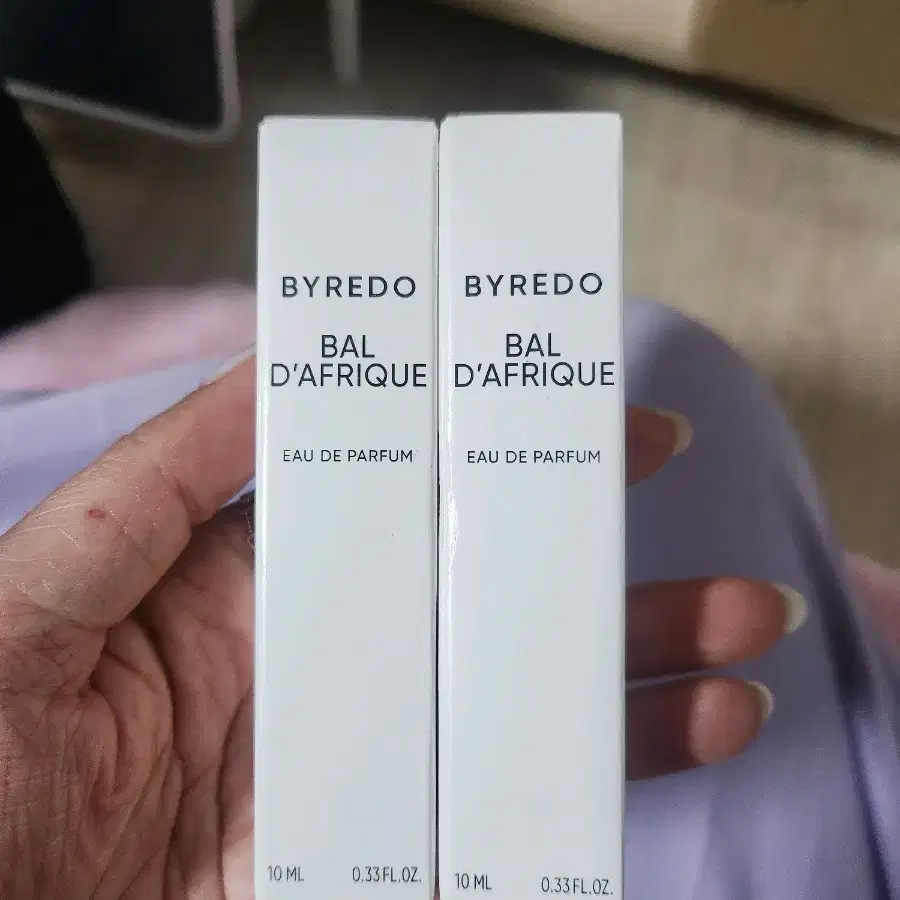 BYREDO
BAL
D'AFRIQUE
EAU DE PARFUM
10 ML 0.33 FL.OZ.
BYREDO
BAL
D'AFRIQUE
EAU DE PARFUM
10 ML 0.33 FL.OZ.